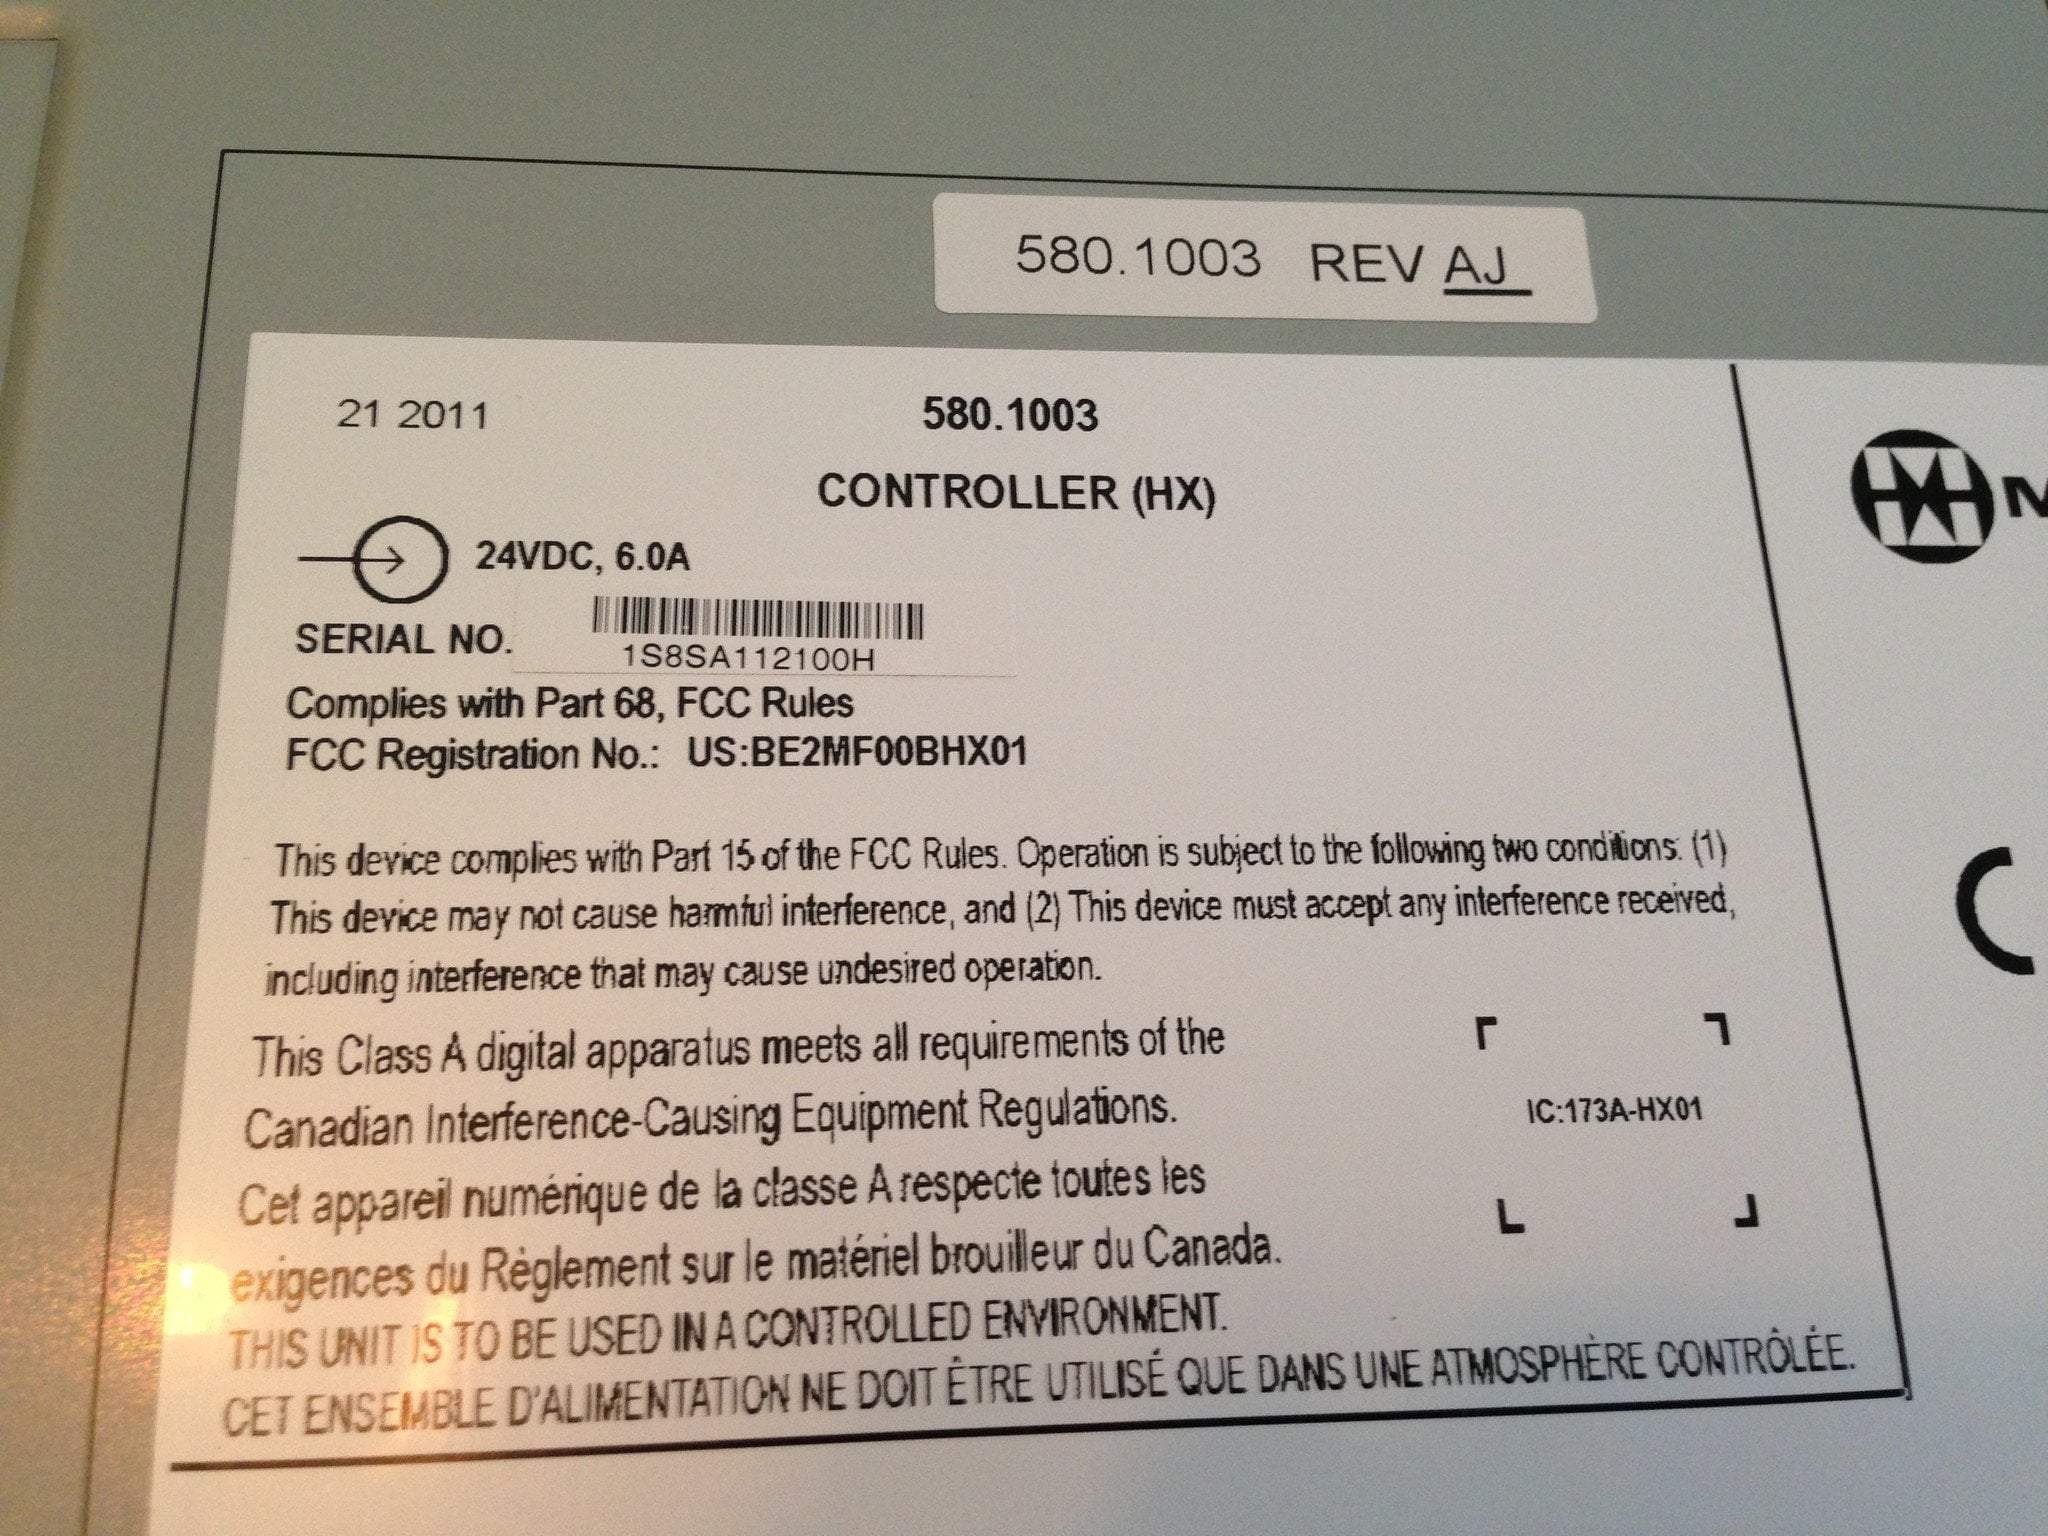 580.1003 REV AJ
21 2011
580.1003
CONTROLLER (HX)
24VDC, 6.0A
SERIAL NO.
1S8SA112100H
Complies with Part 68, FCC Rules
FCC Registration No.: US:BE2MF00BHX01
This device complies with Part 15 of the FCC Rules. Operation is subject to the following two conditions: (1)
This device may not cause harmful interference, and (2) This device must accept any interference received,
including interference that may cause undesired operation.
This Class A digital apparatus meets all requirements of the
Canadian Interference-Causing Equipment Regulations.
IC:173A-HX01
Cet appareil numérique de la classe A respecte toutes les
exigences du Règlement sur le matériel brouilleur du Canada.
THIS UNIT IS TO BE USED IN A CONTROLLED ENVIRONMENT.
CET ENSEMBLE D'ALIMENTATION NE DOIT ÊTRE UTILISÉ QUE DANS UNE ATMOSPHÈRE CONTRÔLÉE.